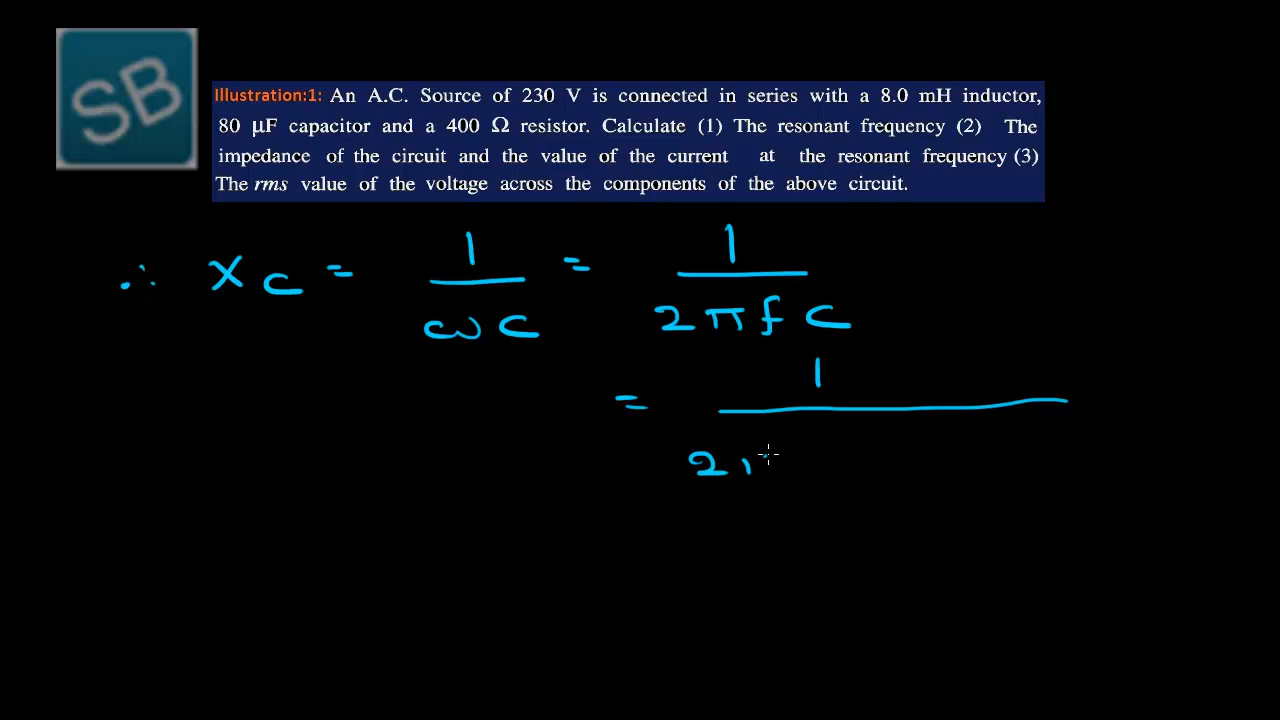 SB
Illustration:1: An A.C. Source of 230 V is connected in series with a 8.0 mH inductor,
80 μF capacitor and a 400 Ω resistor. Calculate (1) The resonant frequency (2) The
impedance of the circuit and the value of the current at the resonant frequency (3)
The rms value of the voltage across the components of the above circuit.
∴ XC = 1/ωC = 1/2πfC
= 1/2